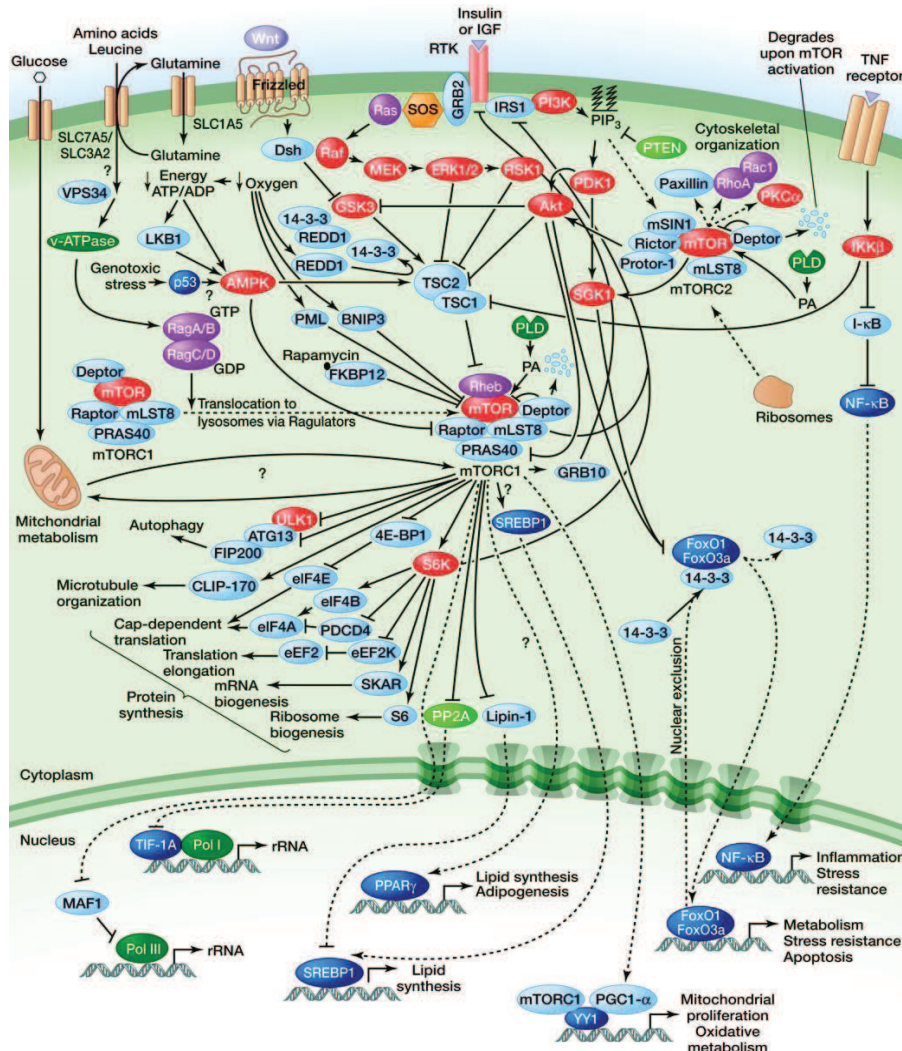 Glucose
Amino acids
Leucine
Glutamine
Wnt
Frizzled
Insulin
or IGF
RTK
Degrades
upon mTOR
activation
TNF
receptor
SLC7A5/
SLC3A2
SLC1A5
?
Glutamine
Ras
SOS
GRB2
IRS1
PI3K
PIP3
PTEN
Cytoskeletal
organization
Dsh
Raf
MEK
ERK1/2
RSK1
PDK1
Paxillin
RhoA
Rac1
PKCα
VPS34
Energy
ATP/ADP
Oxygen
GSK3
Akt
mSIN1
Rictor
mTOR
Deptor
Protor-1
mLST8
mTORC2
IKKβ
v-ATPase
LKB1
14-3-3
REDD1
14-3-3
REDD1
TSC2
TSC1
SGK1
PLD
PA
Genotoxic
stress
p53
?
AMPK
I-κB
GTP
RagA/B
RagC/D
GDP
PML
BNIP3
PLD
PA
Rapamycin
FKBP12
Ribosomes
NF-κB
Deptor
mTOR
Raptor
mLST8
PRAS40
mTORC1
Translocation to
lysosomes via Ragulators
Rheb
mTOR
Deptor
Raptor
mLST8
PRAS40
mTORC1
GRB10
?
?
Mitchondrial
metabolism
SREBP1
Autophagy
ULK1
ATG13
FIP200
4E-BP1
FoxO1
FoxO3a
14-3-3
14-3-3
Microtubule
organization
CLIP-170
eIF4E
S6K
eIF4B
Cap-dependent
translation
eIF4A
PDCD4
14-3-3
Translation
elongation
eEF2
eEF2K
?
mRNA
biogenesis
SKAR
Protein
synthesis
Ribosome
biogenesis
S6
PP2A
Lipin-1
Nuclear exclusion
Cytoplasm
Nucleus
TIF-1A
Pol I
rRNA
NF-κB
Inflammation
Stress
resistance
PPARγ
Lipid synthesis
Adipogenesis
MAF1
Pol III
rRNA
FoxO1
FoxO3a
Metabolism
Stress resistance
Apoptosis
SREBP1
Lipid
synthesis
mTORC1
PGC1-α
YY1
Mitochondrial
proliferation
Oxidative
metabolism